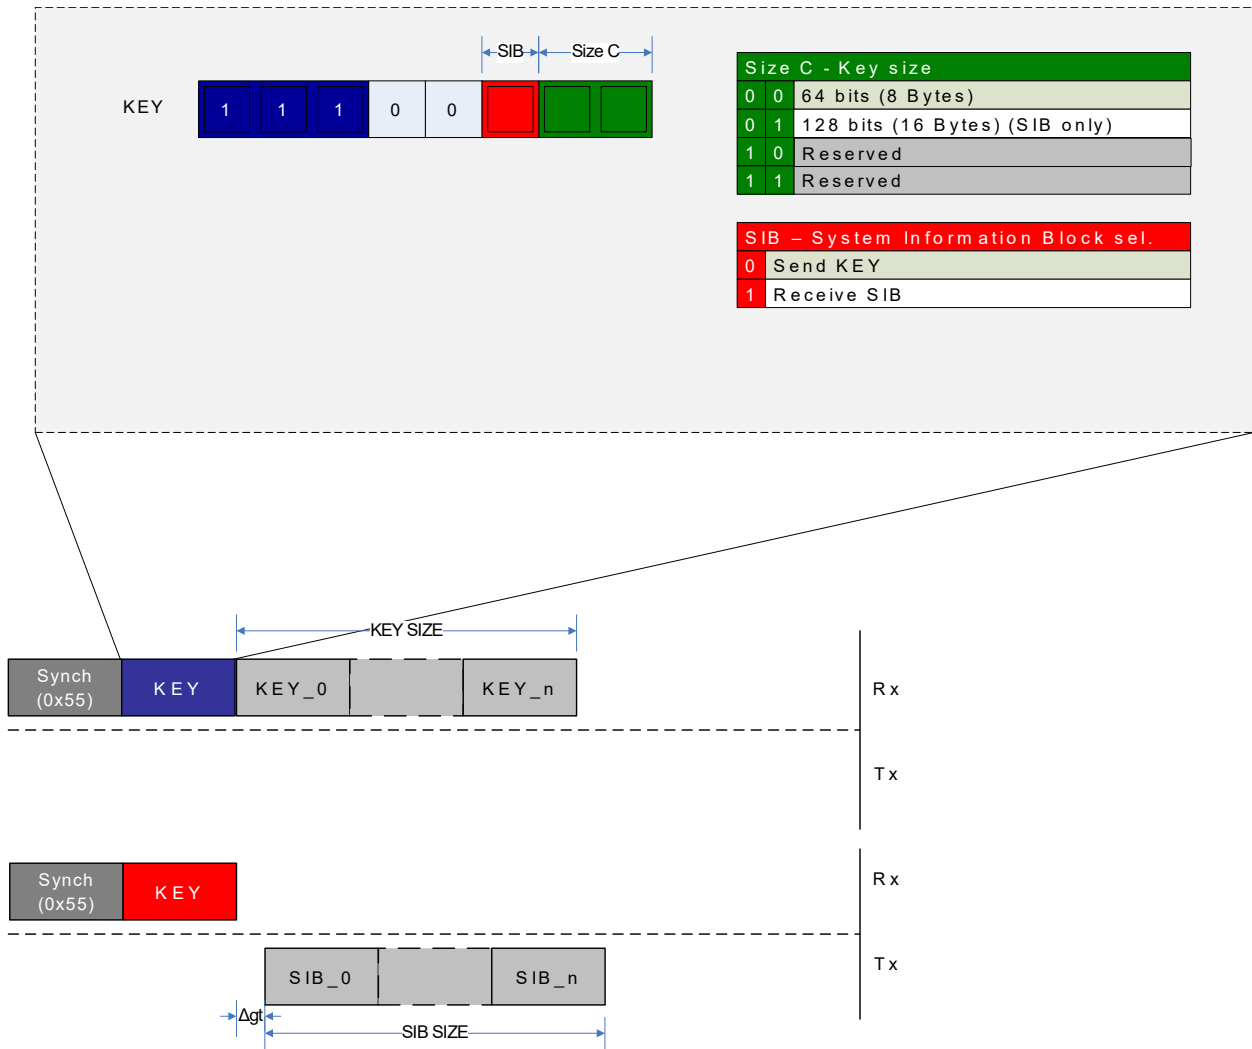 SIB Size C
KEY 1 1 1 0 0
Size C - Key size
0 0 64 bits (8 Bytes)
0 1 128 bits (16 Bytes) (SIB only)
1 0 Reserved
1 1 Reserved
SIB – System Information Block sel.
0 Send KEY
1 Receive SIB
KEY SIZE
Synch
(0x55)
KEY
KEY_0
KEY_n
Rx
Tx
Synch
(0x55)
KEY
Rx
SIB_0
SIB_n
Tx
Δgt
SIB SIZE